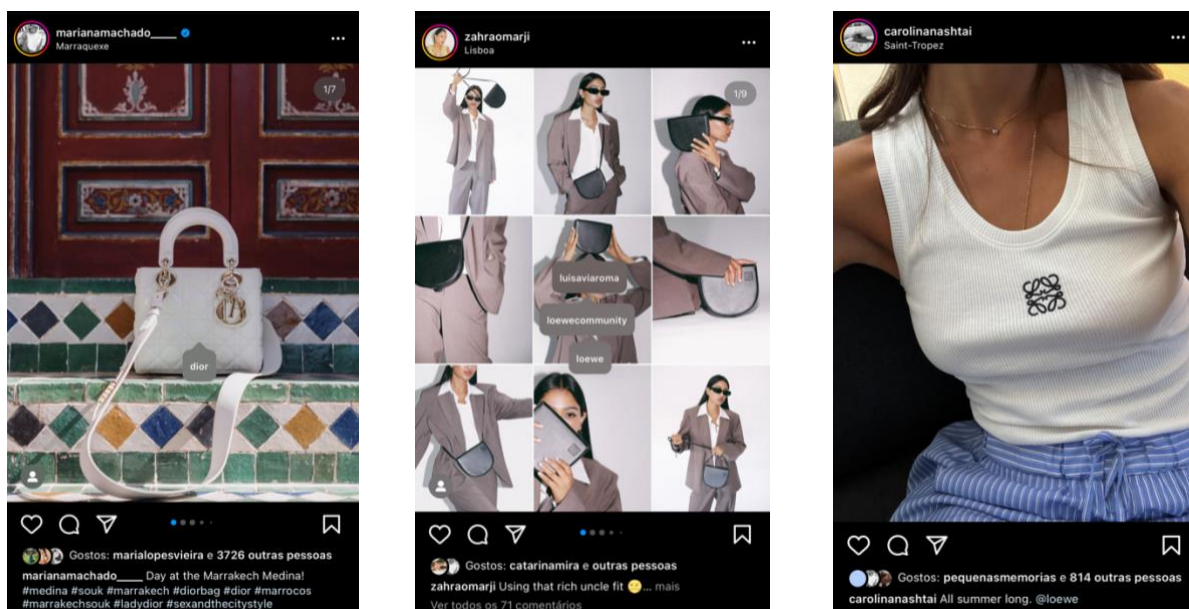 marianamachado_____
Marraquexe
1/7
dior
Gostos: marialopesvieira e 3726 outras pessoas
marianamachado_____ Day at the Marrakech Medina!
#medina #souk #marrakech #diorbag #dior #marrocos
#marrakechsouk #ladydior #sexandthecitystyle
zahraomarji
Lisboa
1/9
luisaviaroma
loewecommunity
loewe
Gostos: catarinamira e outras pessoas
zahraomarji Using that rich uncle fit 🤫... mais
Ver todos os 71 comentários
carolinanashtai
Saint-Tropez
Gostos: pequenasmemorias e 814 outras pessoas
carolinanashtai All summer long. @loewe